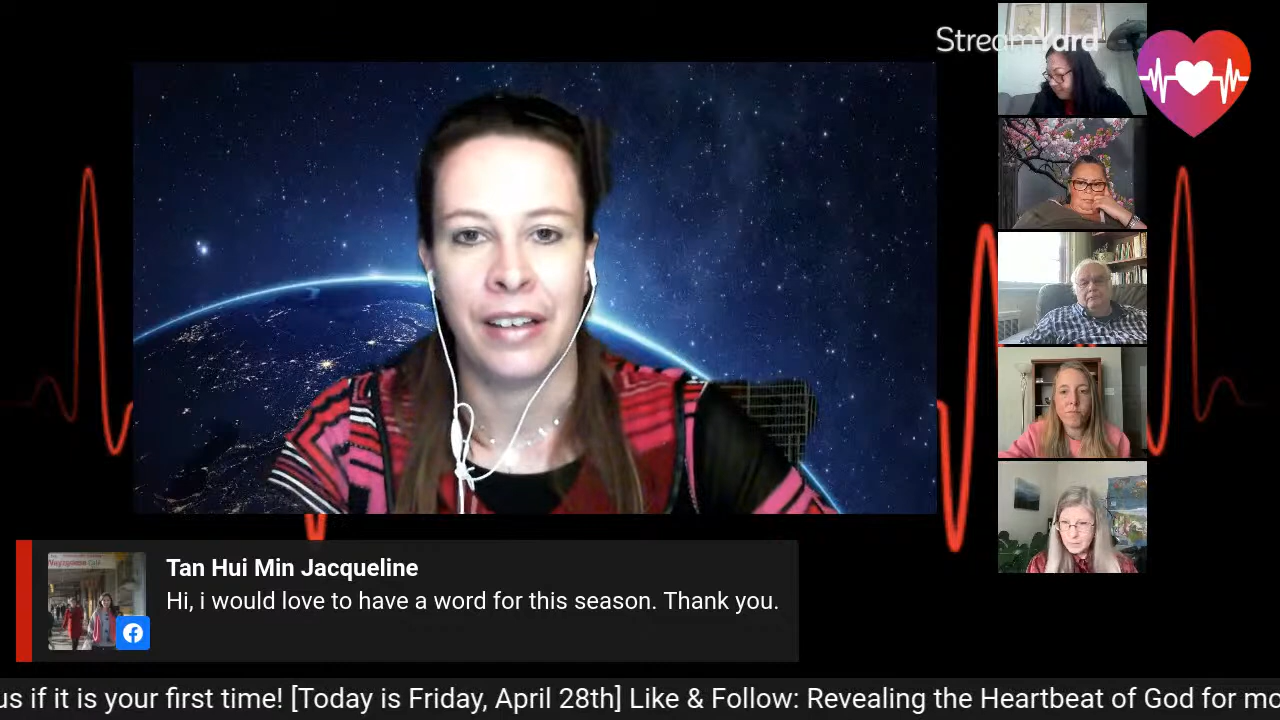 StreamYard
Tan Hui Min Jacqueline
Hi, i would love to have a word for this season. Thank you.
us if it is your first time! [Today is Friday, April 28th] Like & Follow: Revealing the Heartbeat of God for mo